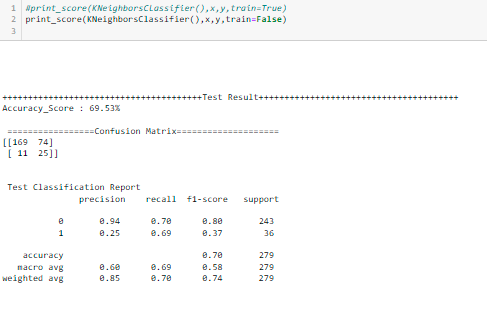 1 #print_score(KNeighborsClassifier(),x,y,train=True)
2 print_score(KNeighborsClassifier(),x,y,train=False)
3
+++++++++++++++++++++++++++++++++++++++Test Result+++++++++++++++++++++++++++++++++++++++
Accuracy_Score : 69.53%
=================Confusion Matrix====================
[[169 74]
[ 11 25]]
Test Classification Report
precision recall f1-score support
0 0.94 0.70 0.80 243
1 0.25 0.69 0.37 36
accuracy 0.70 279
macro avg 0.60 0.69 0.58 279
weighted avg 0.85 0.70 0.74 279